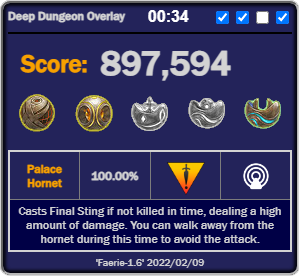 Deep Dungeon Overlay 00:34
Score: 897,594
Palace
Hornet
100.00%
Casts Final Sting if not killed in time, dealing a high
amount of damage. You can walk away from the
hornet during this time to avoid the attack.
'Faerie-1.6' 2022/02/09